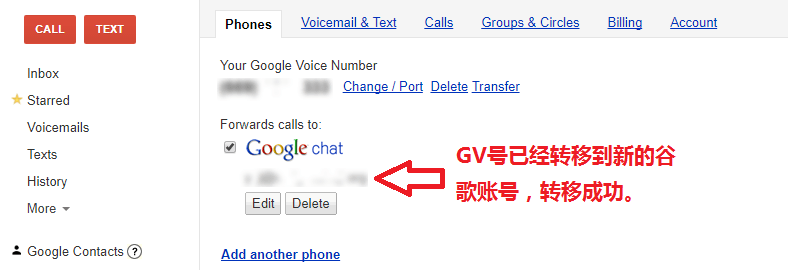 CALL TEXT
Inbox
Starred
Voicemails
Texts
History
More
Google Contacts ?
Phones Voicemail & Text Calls Groups & Circles Billing Account
Your Google Voice Number
Change / Port Delete Transfer
Forwards calls to:
Google chat
Edit Delete
Add another phone
GV号已经转移到新的谷
歌账号，转移成功。